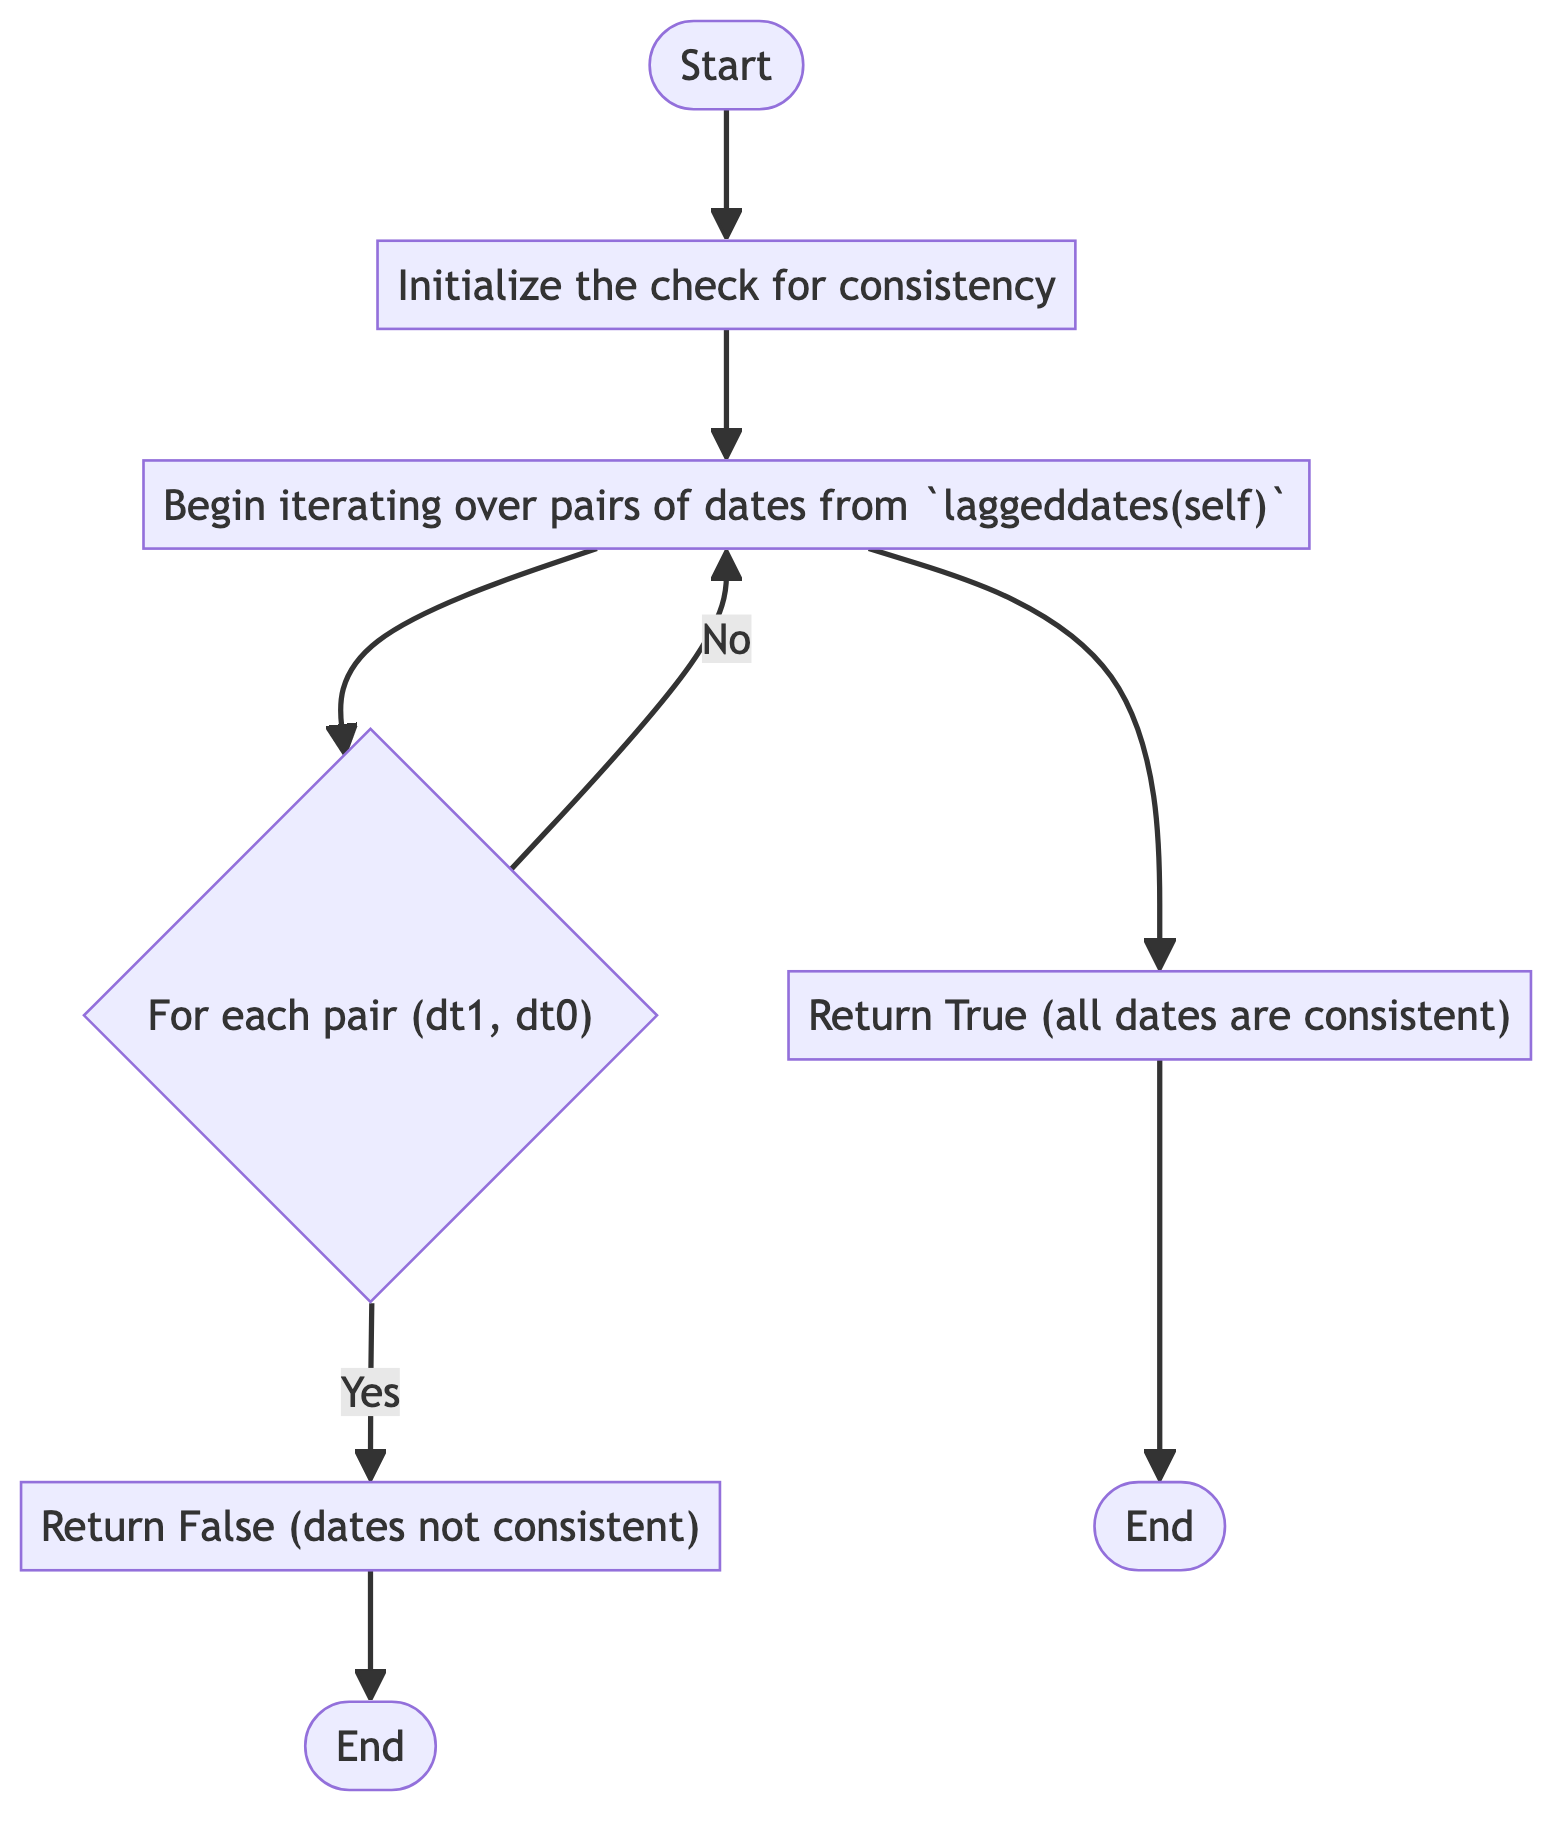 Start
Initialize the check for consistency
Begin iterating over pairs of dates from `laggeddates(self)`
No
For each pair (dt1, dt0)
Return True (all dates are consistent)
Yes
Return False (dates not consistent)
End
End